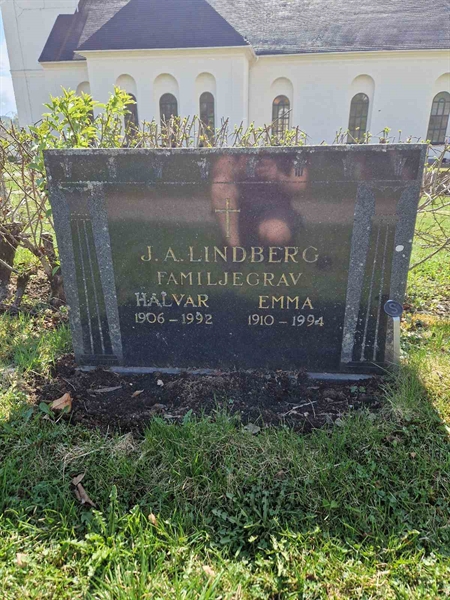 J. A. LINDBERG
FAMILJEGRAV
HALVAR EMMA
1906 - 1992 1910 - 1994